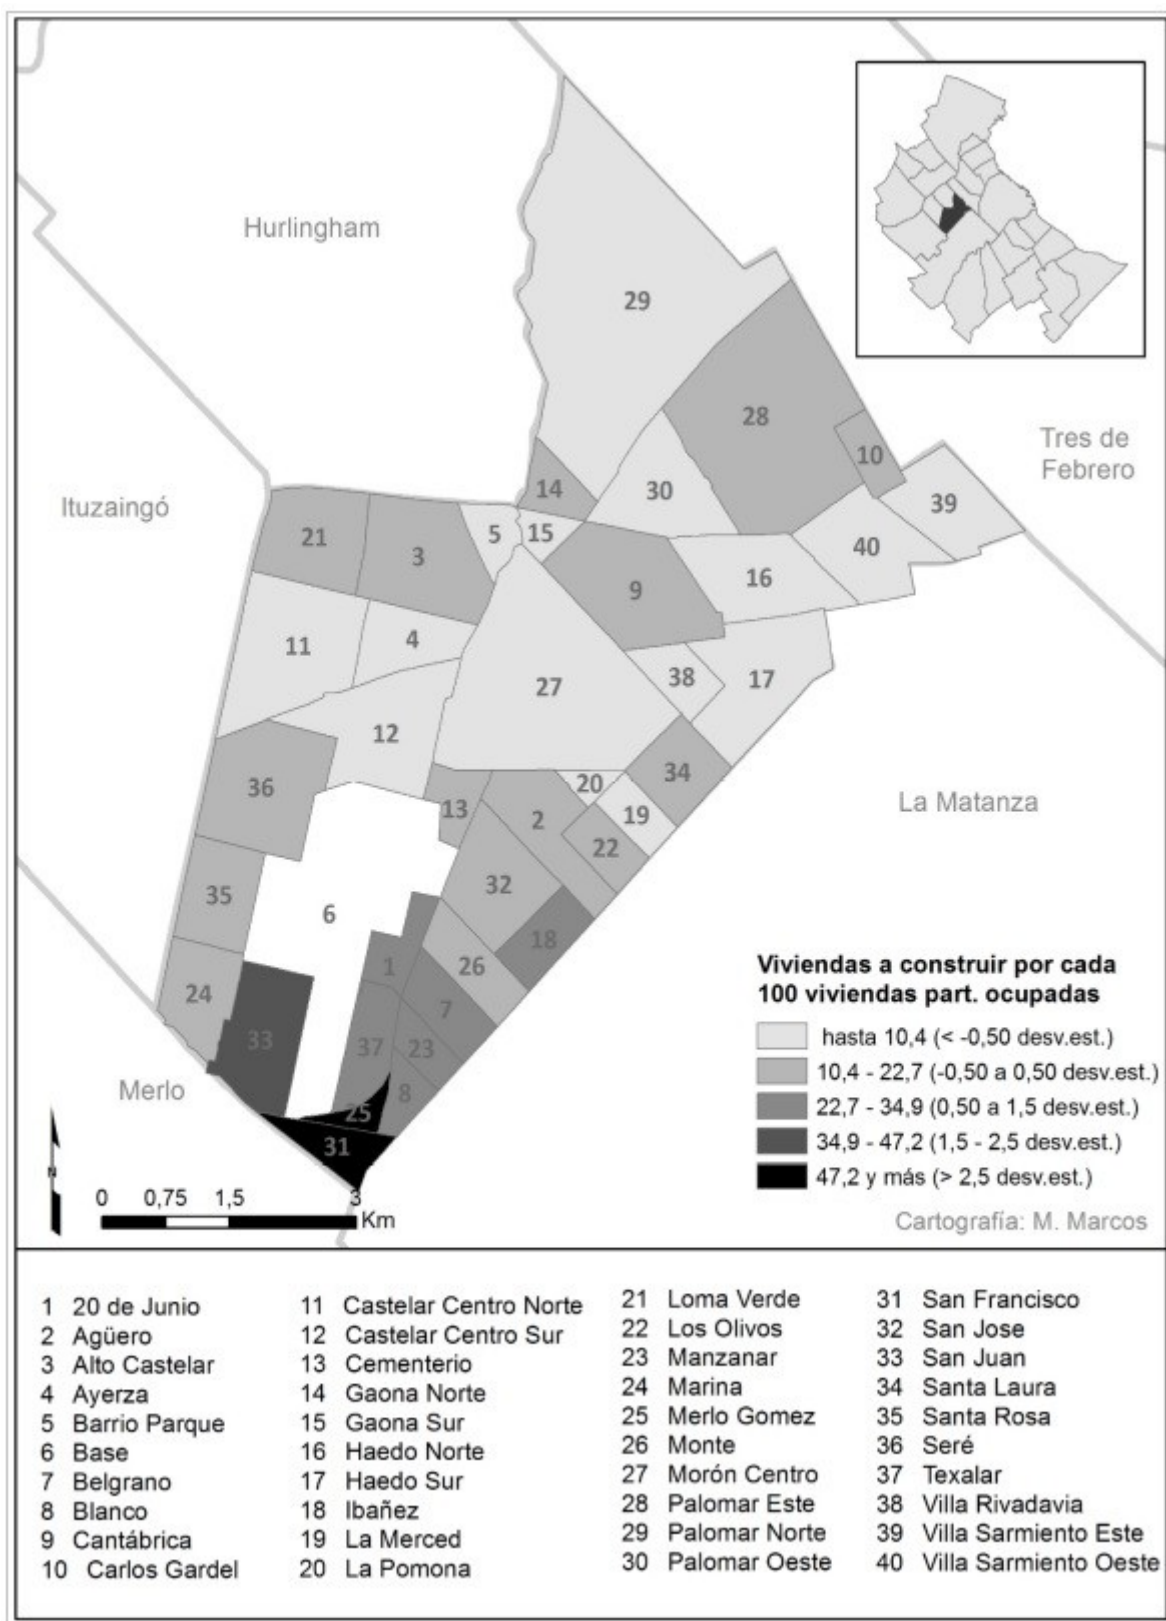 Hurlingham
29
28
Tres de
Febrero
10
14
30
39
Ituzaingó
21
3
5
15
40
9
16
11
4
27
38
17
12
36
13
2
20
34
La Matanza
19
22
35
6
32
18
1
26
24
7
33
37
23
8
Merlo
25
31
Viviendas a construir por cada
100 viviendas part. ocupadas
hasta 10,4 (< -0,50 desv.est.)
10,4 - 22,7 (-0,50 a 0,50 desv.est.)
22,7 - 34,9 (0,50 a 1,5 desv.est.)
34,9 - 47,2 (1,5 - 2,5 desv.est.)
47,2 y más (> 2,5 desv.est.)
Cartografía: M. Marcos
N
0 0,75 1,5 3
Km
1 20 de Junio
2 Agüero
3 Alto Castelar
4 Ayerza
5 Barrio Parque
6 Base
7 Belgrano
8 Blanco
9 Cantábrica
10 Carlos Gardel
11 Castelar Centro Norte
12 Castelar Centro Sur
13 Cementerio
14 Gaona Norte
15 Gaona Sur
16 Haedo Norte
17 Haedo Sur
18 Ibañez
19 La Merced
20 La Pomona
21 Loma Verde
22 Los Olivos
23 Manzanar
24 Marina
25 Merlo Gomez
26 Monte
27 Morón Centro
28 Palomar Este
29 Palomar Norte
30 Palomar Oeste
31 San Francisco
32 San Jose
33 San Juan
34 Santa Laura
35 Santa Rosa
36 Seré
37 Texalar
38 Villa Rivadavia
39 Villa Sarmiento Este
40 Villa Sarmiento Oeste